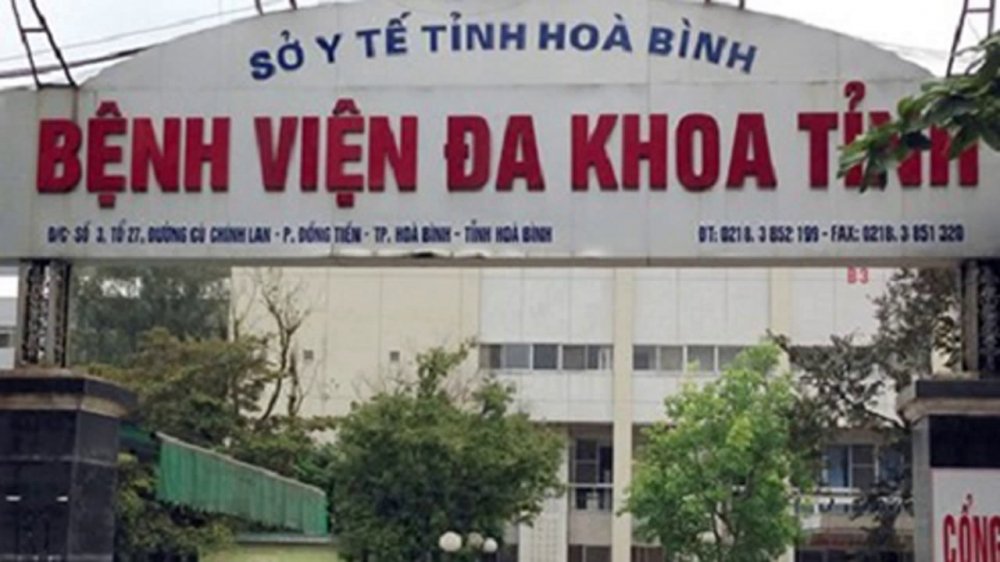 SỞ Y TẾ TỈNH HOÀ BÌNH
BỆNH VIỆN ĐA KHOA TỈNH
Đ/C- SỐ 3, TỔ 27, ĐƯỜNG CÙ CHÍNH LAN - P. ĐỒNG TIẾN - TP. HOÀ BÌNH - TỈNH HOÀ BÌNH
ĐT: 0218. 3 852 199 - FAX: 0218. 3 851 320
B3
CỔNG